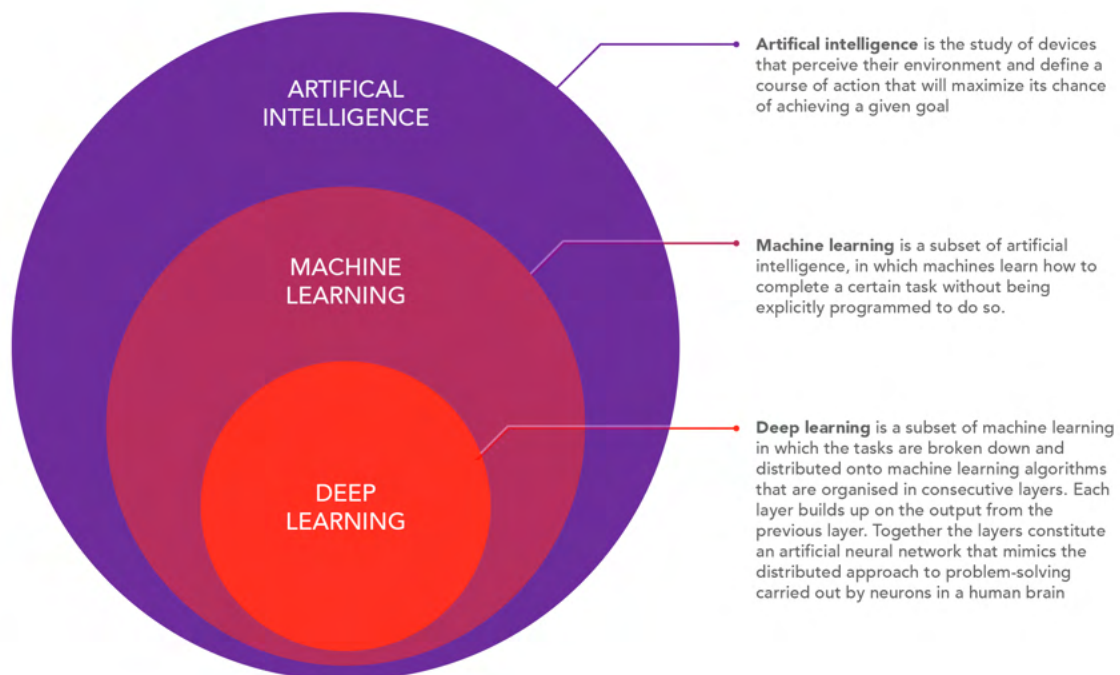 ARTIFICAL
INTELLIGENCE
Artifical intelligence is the study of devices
that perceive their environment and define a
course of action that will maximize its chance
of achieving a given goal
MACHINE
LEARNING
Machine learning is a subset of artificial
intelligence, in which machines learn how to
complete a certain task without being
explicitly programmed to do so.
DEEP
LEARNING
Deep learning is a subset of machine learning
in which the tasks are broken down and
distributed onto machine learning algorithms
that are organised in consecutive layers. Each
layer builds up on the output from the
previous layer. Together the layers constitute
an artificial neural network that mimics the
distributed approach to problem-solving
carried out by neurons in a human brain